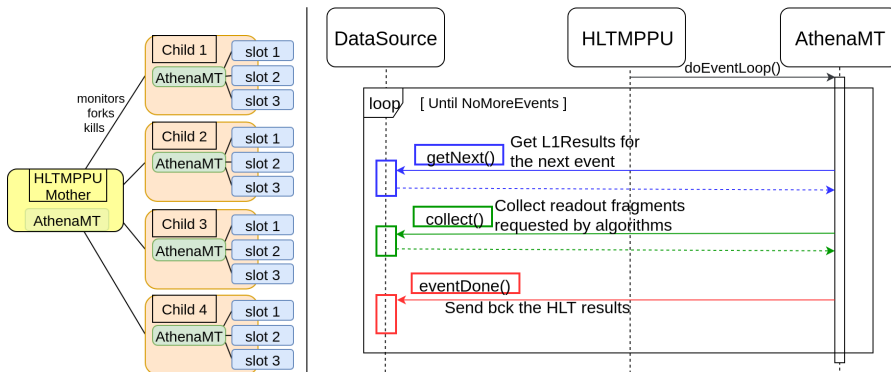 monitors
forks
kills
HLTMPPU
Mother
AthenaMT
Child 1
AthenaMT
slot 1
slot 2
slot 3
Child 2
AthenaMT
slot 1
slot 2
slot 3
Child 3
AthenaMT
slot 1
slot 2
slot 3
Child 4
AthenaMT
slot 1
slot 2
slot 3
DataSource
HLTMPPU
AthenaMT
doEventLoop()
loop
[ Until NoMoreEvents ]
getNext()
Get L1Results for
the next event
collect()
Collect readout fragments
requested by algorithms
eventDone()
Send bck the HLT results